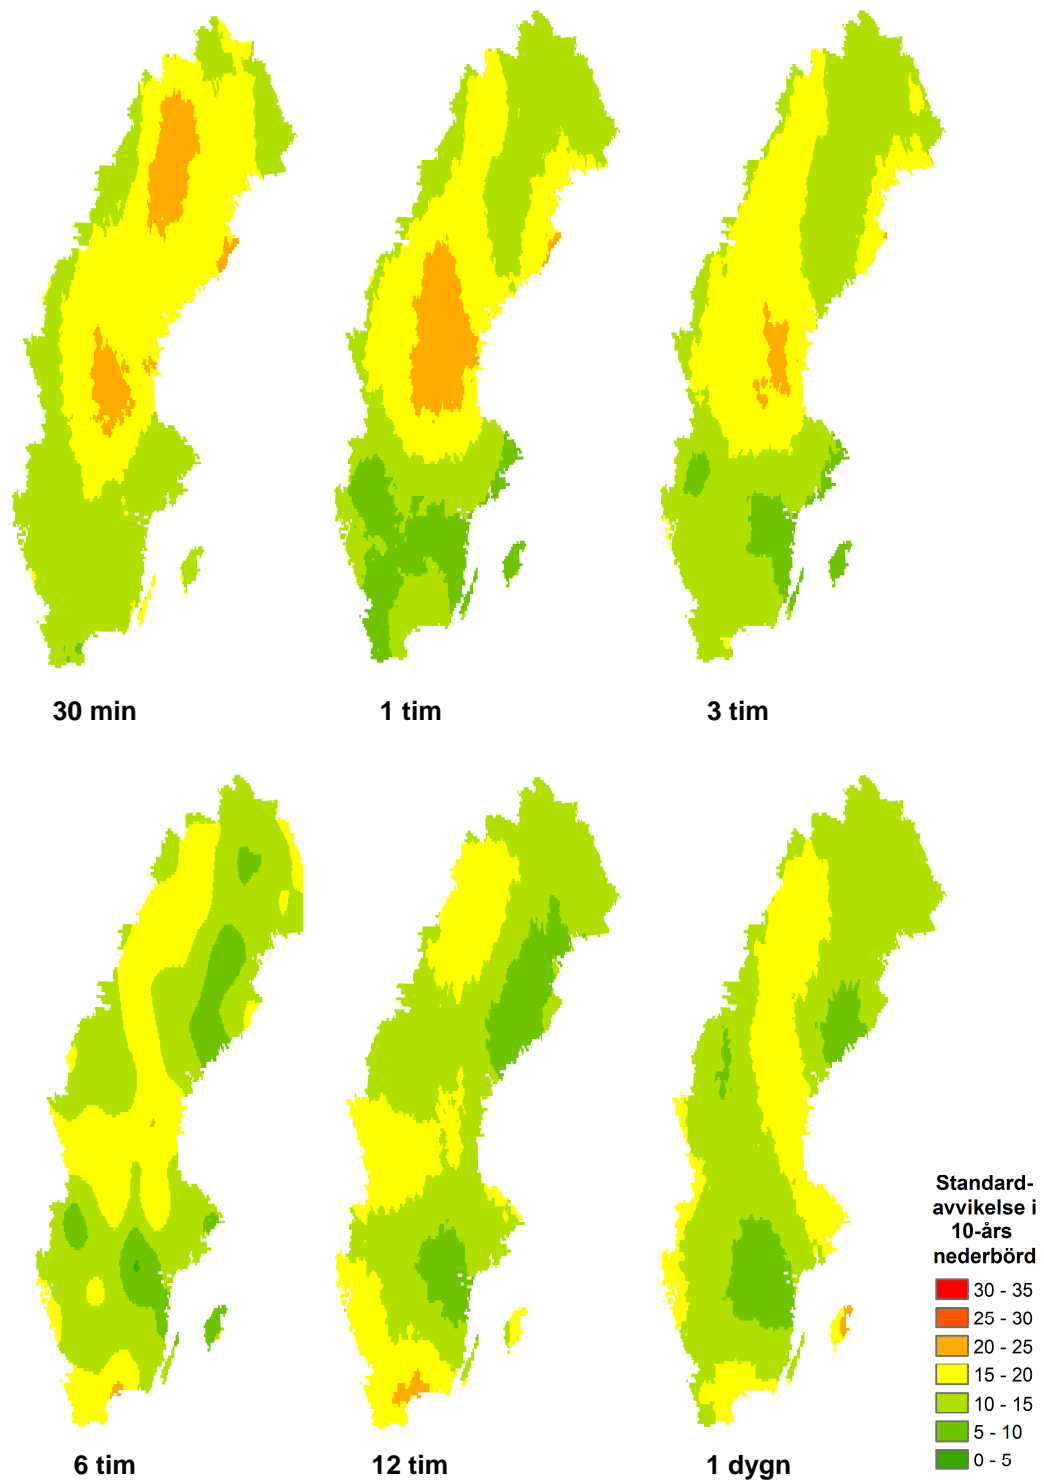 30 min
1 tim
3 tim
6 tim
12 tim
1 dygn
Standard-
avvikelse i
10-års
nederbörd
30 - 35
25 - 30
20 - 25
15 - 20
10 - 15
5 - 10
0 - 5